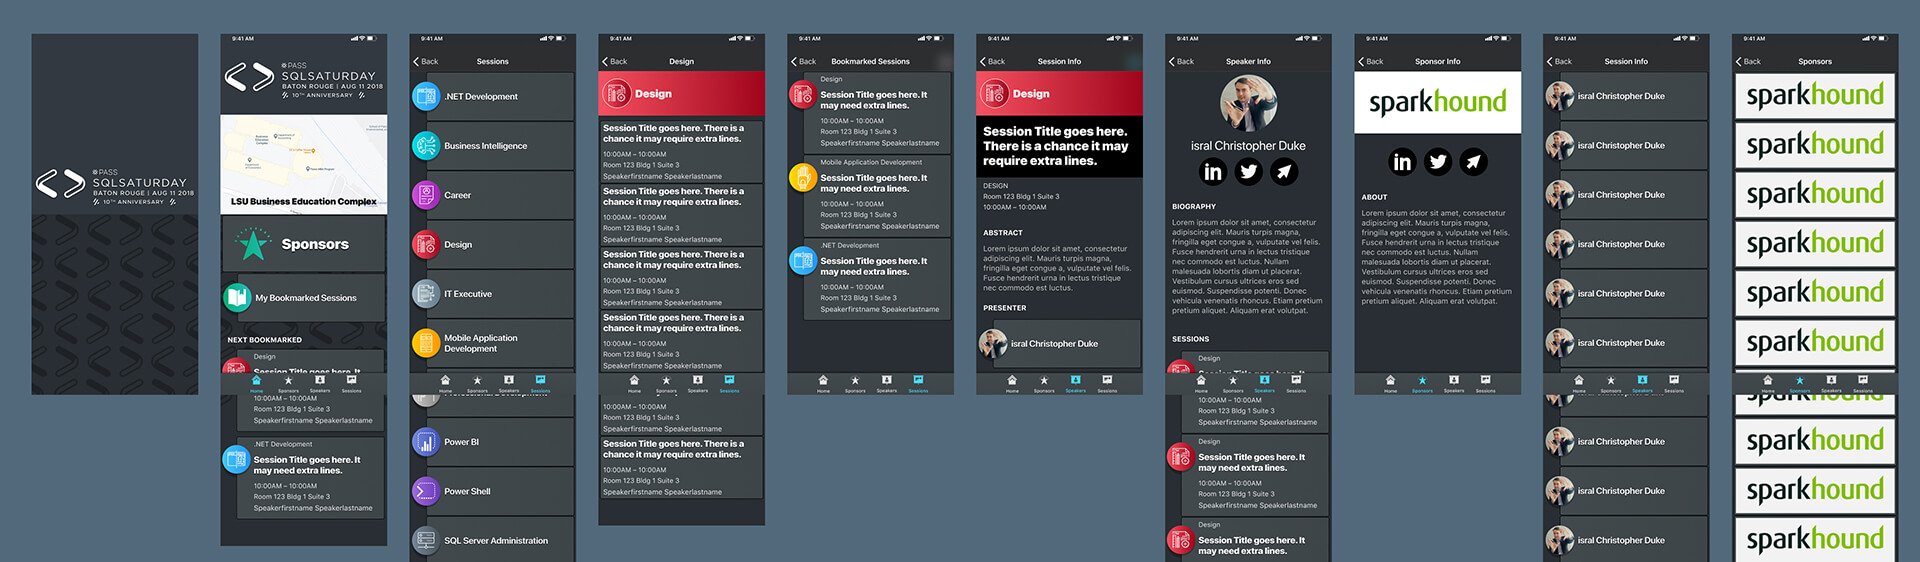 PASS
SQLSATURDAY
BATON ROUGE | AUG 11 2018
10TH ANNIVERSARY
9:41 AM
PASS
SQLSATURDAY
BATON ROUGE | AUG 11 2018
10TH ANNIVERSARY
LSU Business Education Complex
Sponsors
My Bookmarked Sessions
NEXT BOOKMARKED
Design
Session Title goes here. It
Home
Sponsors
Speakers
Sessions
10:00AM – 10:00AM
Room 123 Bldg 1 Suite 3
Speakerfirstname Speakerlastname
.NET Development
Session Title goes here. It
may need extra lines.
10:00AM – 10:00AM
Room 123 Bldg 1 Suite 3
Speakerfirstname Speakerlastname
9:41 AM
Back
Sessions
.NET Development
Business Intelligence
Career
Design
IT Executive
Mobile Application
Development
Home
Sponsors
Speakers
Sessions
Professional Development
Power BI
Power Shell
SQL Server Administration
9:41 AM
Back
Design
Design
Session Title goes here. There is a
chance it may require extra lines.
10:00AM – 10:00AM
Room 123 Bldg 1 Suite 3
Speakerfirstname Speakerlastname
Session Title goes here. There is a
chance it may require extra lines.
10:00AM – 10:00AM
Room 123 Bldg 1 Suite 3
Speakerfirstname Speakerlastname
Session Title goes here. There is a
chance it may require extra lines.
10:00AM – 10:00AM
Room 123 Bldg 1 Suite 3
Speakerfirstname Speakerlastname
Session Title goes here. There is a
chance it may require extra lines.
10:00AM – 10:00AM
Room 123 Bldg 1 Suite 3
Speakerfirstname Speakerlastname
Home
Sponsors
Speakers
Sessions
10:00AM – 10:00AM
Room 123 Bldg 1 Suite 3
Speakerfirstname Speakerlastname
Session Title goes here. There is a
chance it may require extra lines.
10:00AM – 10:00AM
Room 123 Bldg 1 Suite 3
Speakerfirstname Speakerlastname
9:41 AM
Back
Bookmarked Sessions
Design
Session Title goes here. It
may need extra lines.
10:00AM – 10:00AM
Room 123 Bldg 1 Suite 3
Speakerfirstname Speakerlastname
Mobile Application Development
Session Title goes here. It
may need extra lines.
10:00AM – 10:00AM
Room 123 Bldg 1 Suite 3
Speakerfirstname Speakerlastname
.NET Development
Session Title goes here. It
may need extra lines.
10:00AM – 10:00AM
Room 123 Bldg 1 Suite 3
Speakerfirstname Speakerlastname
Home
Sponsors
Speakers
Sessions
9:41 AM
Back
Session Info
Design
Session Title goes here.
There is a chance it may
require extra lines.
DESIGN
Room 123 Bldg 1 Suite 3
10:00AM – 10:00AM
ABSTRACT
Lorem ipsum dolor sit amet, consectetur
adipiscing elit. Mauris turpis magna,
fringilla eget congue a, vulputate vel felis.
Fusce hendrerit urna in lectus tristique
nec commodo est luctus.
PRESENTER
isral Christopher Duke
Home
Sponsors
Speakers
Sessions
9:41 AM
Back
Speaker Info
isral Christopher Duke
in
BIOGRAPHY
Lorem ipsum dolor sit amet, consectetur
adipiscing elit. Mauris turpis magna,
fringilla eget congue a, vulputate vel felis.
Fusce hendrerit urna in lectus tristique
nec commodo est luctus. Nullam
malesuada lobortis diam ut placerat.
Vestibulum cursus ultrices eros sed
euismod. Suspendisse potenti. Donec
vehicula venenatis rhoncus. Etiam pretium
pretium aliquet. Aliquam erat volutpat.
SESSIONS
Design
Session Title goes here. It
Home
Sponsors
Speakers
Sessions
10:00AM – 10:00AM
Room 123 Bldg 1 Suite 3
Speakerfirstname Speakerlastname
Design
Session Title goes here. It
may need extra lines.
10:00AM – 10:00AM
Room 123 Bldg 1 Suite 3
Speakerfirstname Speakerlastname
Design
Session Title goes here. It
may need extra lines.
9:41 AM
Back
Sponsor Info
sparkhound
in
ABOUT
Lorem ipsum dolor sit amet, consectetur
adipiscing elit. Mauris turpis magna,
fringilla eget congue a, vulputate vel felis.
Fusce hendrerit urna in lectus tristique
nec commodo est luctus. Nullam
malesuada lobortis diam ut placerat.
Vestibulum cursus ultrices eros sed
euismod. Suspendisse potenti. Donec
vehicula venenatis rhoncus. Etiam pretium
pretium aliquet. Aliquam erat volutpat.
Home
Sponsors
Speakers
Sessions
9:41 AM
Back
Session Info
isral Christopher Duke
isral Christopher Duke
isral Christopher Duke
isral Christopher Duke
isral Christopher Duke
isral Christopher Duke
Home
Sponsors
Speakers
Sessions
isral Christopher Duke
isral Christopher Duke
isral Christopher Duke
isral Christopher Duke
9:41 AM
Back
Sponsors
sparkhound
sparkhound
sparkhound
sparkhound
sparkhound
sparkhound
Home
Sponsors
Speakers
Sessions
sparkhound
sparkhound
sparkhound
sparkhound